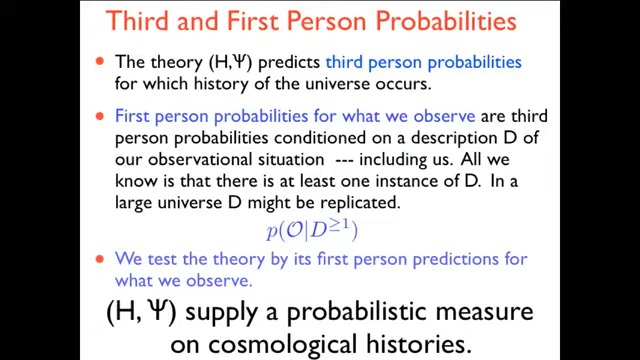 Third and First Person Probabilities
• The theory (H,Ψ) predicts third person probabilities
for which history of the universe occurs.
• First person probabilities for what we observe are third
person probabilities conditioned on a description D of
our observational situation --- including us. All we
know is that there is at least one instance of D. In a
large universe D might be replicated.
p(𝒪|D^{≥1})
• We test the theory by its first person predictions for
what we observe.
(H, Ψ) supply a probabilistic measure
on cosmological histories.